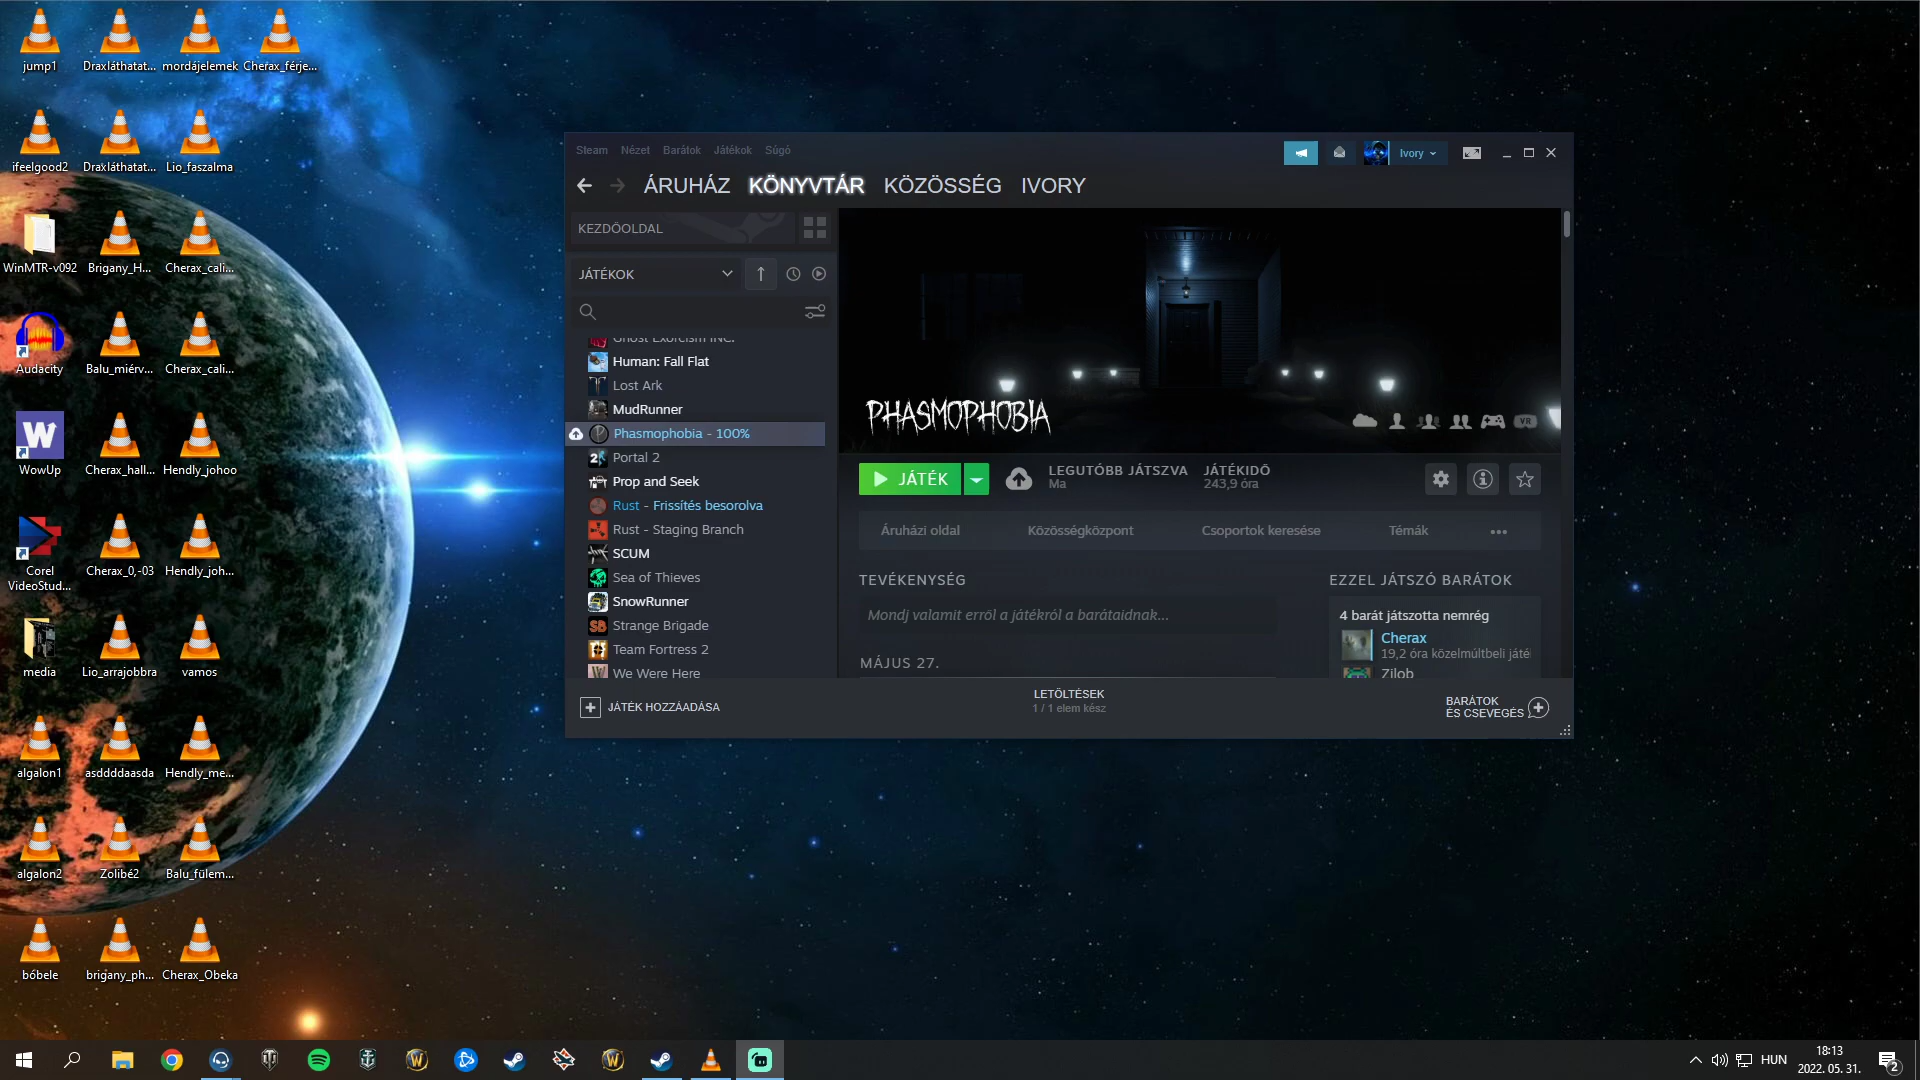 jump1
Draxláthatat...
mordájelemek
Cherax_férje...
ifeelgood2
Draxláthatat...
Lio_faszalma
WinMTR-v092
Brigany_H...
Cherax_cali...
Audacity
Balu_miérv...
Cherax_cali...
WowUp
Cherax_hall...
Hendly_johoo
Corel
VideoStud...
Cherax_0,-03
Hendly_joh...
media
Lio_arrajobbra
vamos
algalon1
asddddaasda
Hendly_me...
algalon2
Zolibé2
Balu_fülem...
bóbele
brigany_ph...
Cherax_Obeka
Steam Nézet Barátok Játékok Súgó
Ivory
ÁRUHÁZ KÖNYVTÁR KÖZÖSSÉG IVORY
KEZDŐOLDAL
JÁTÉKOK
Ghost Exorcism INC.
Human: Fall Flat
Lost Ark
MudRunner
Phasmophobia - 100%
Portal 2
Prop and Seek
Rust - Frissítés besorolva
Rust - Staging Branch
SCUM
Sea of Thieves
SnowRunner
Strange Brigade
Team Fortress 2
We Were Here
JÁTÉK HOZZÁADÁSA
PHASMOPHOBIA
VR
JÁTÉK
LEGUTÓBB JÁTSZVA
Ma
JÁTÉKIDŐ
243,9 óra
Áruházi oldal Közösségközpont Csoportok keresése Témák
TEVÉKENYSÉG
Mondj valamit erről a játékról a barátaidnak...
MÁJUS 27.
EZZEL JÁTSZÓ BARÁTOK
4 barát játszotta nemrég
Cherax
19,2 óra közelmúltbeli játé
Zilob
LETÖLTÉSEK
1 / 1 elem kész
BARÁTOK
ÉS CSEVEGÉS
HUN
18:13
2022. 05. 31.
2